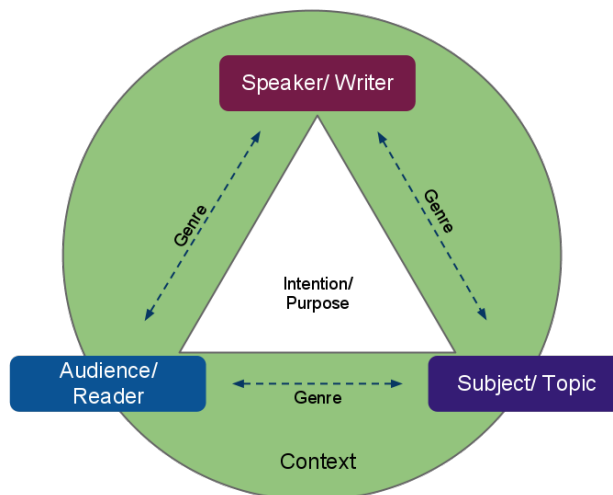 Speaker/ Writer
Genre
Genre
Intention/
Purpose
Audience/
Reader
Genre
Subject/ Topic
Context